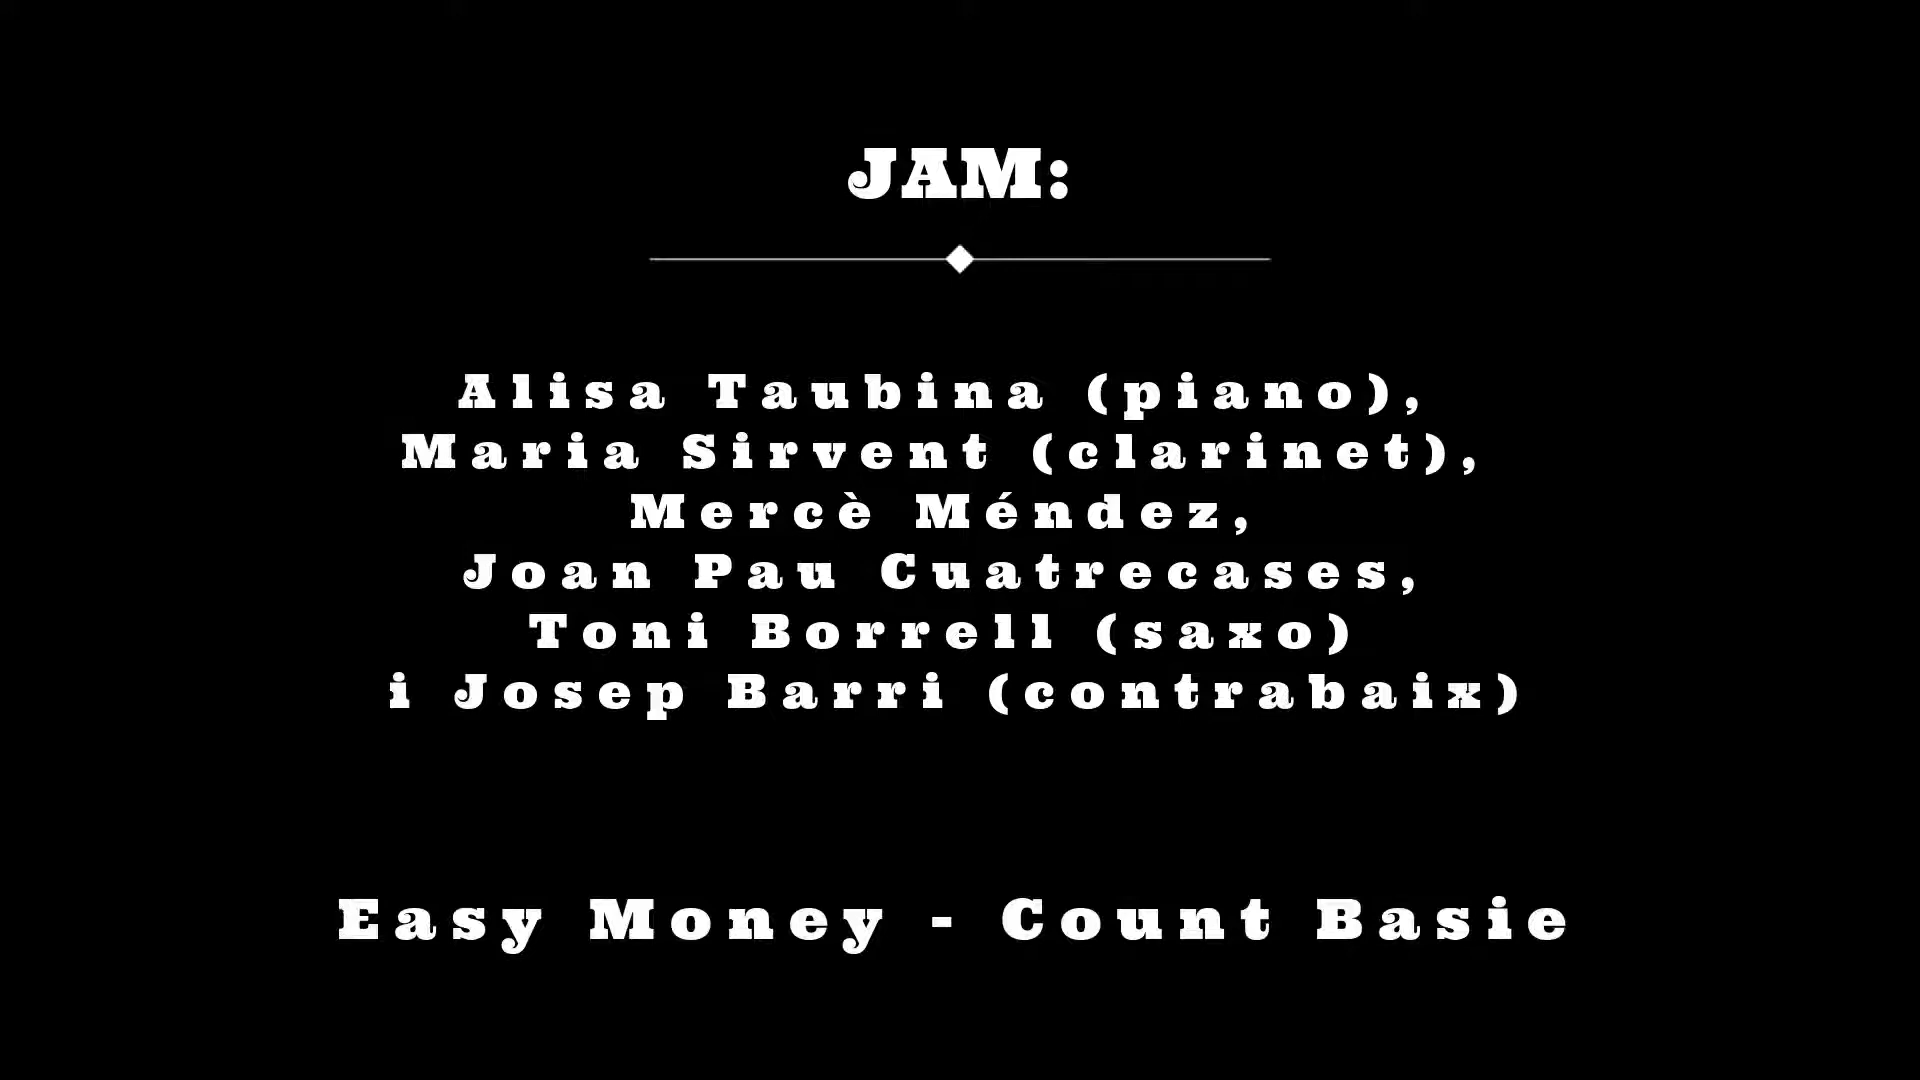 JAM:
Alisa Taubina (piano),
Maria Sirvent (clarinet),
Mercè Méndez,
Joan Pau Cuatrecases,
Toni Borrell (saxo)
i Josep Barri (contrabaix)
Easy Money - Count Basie